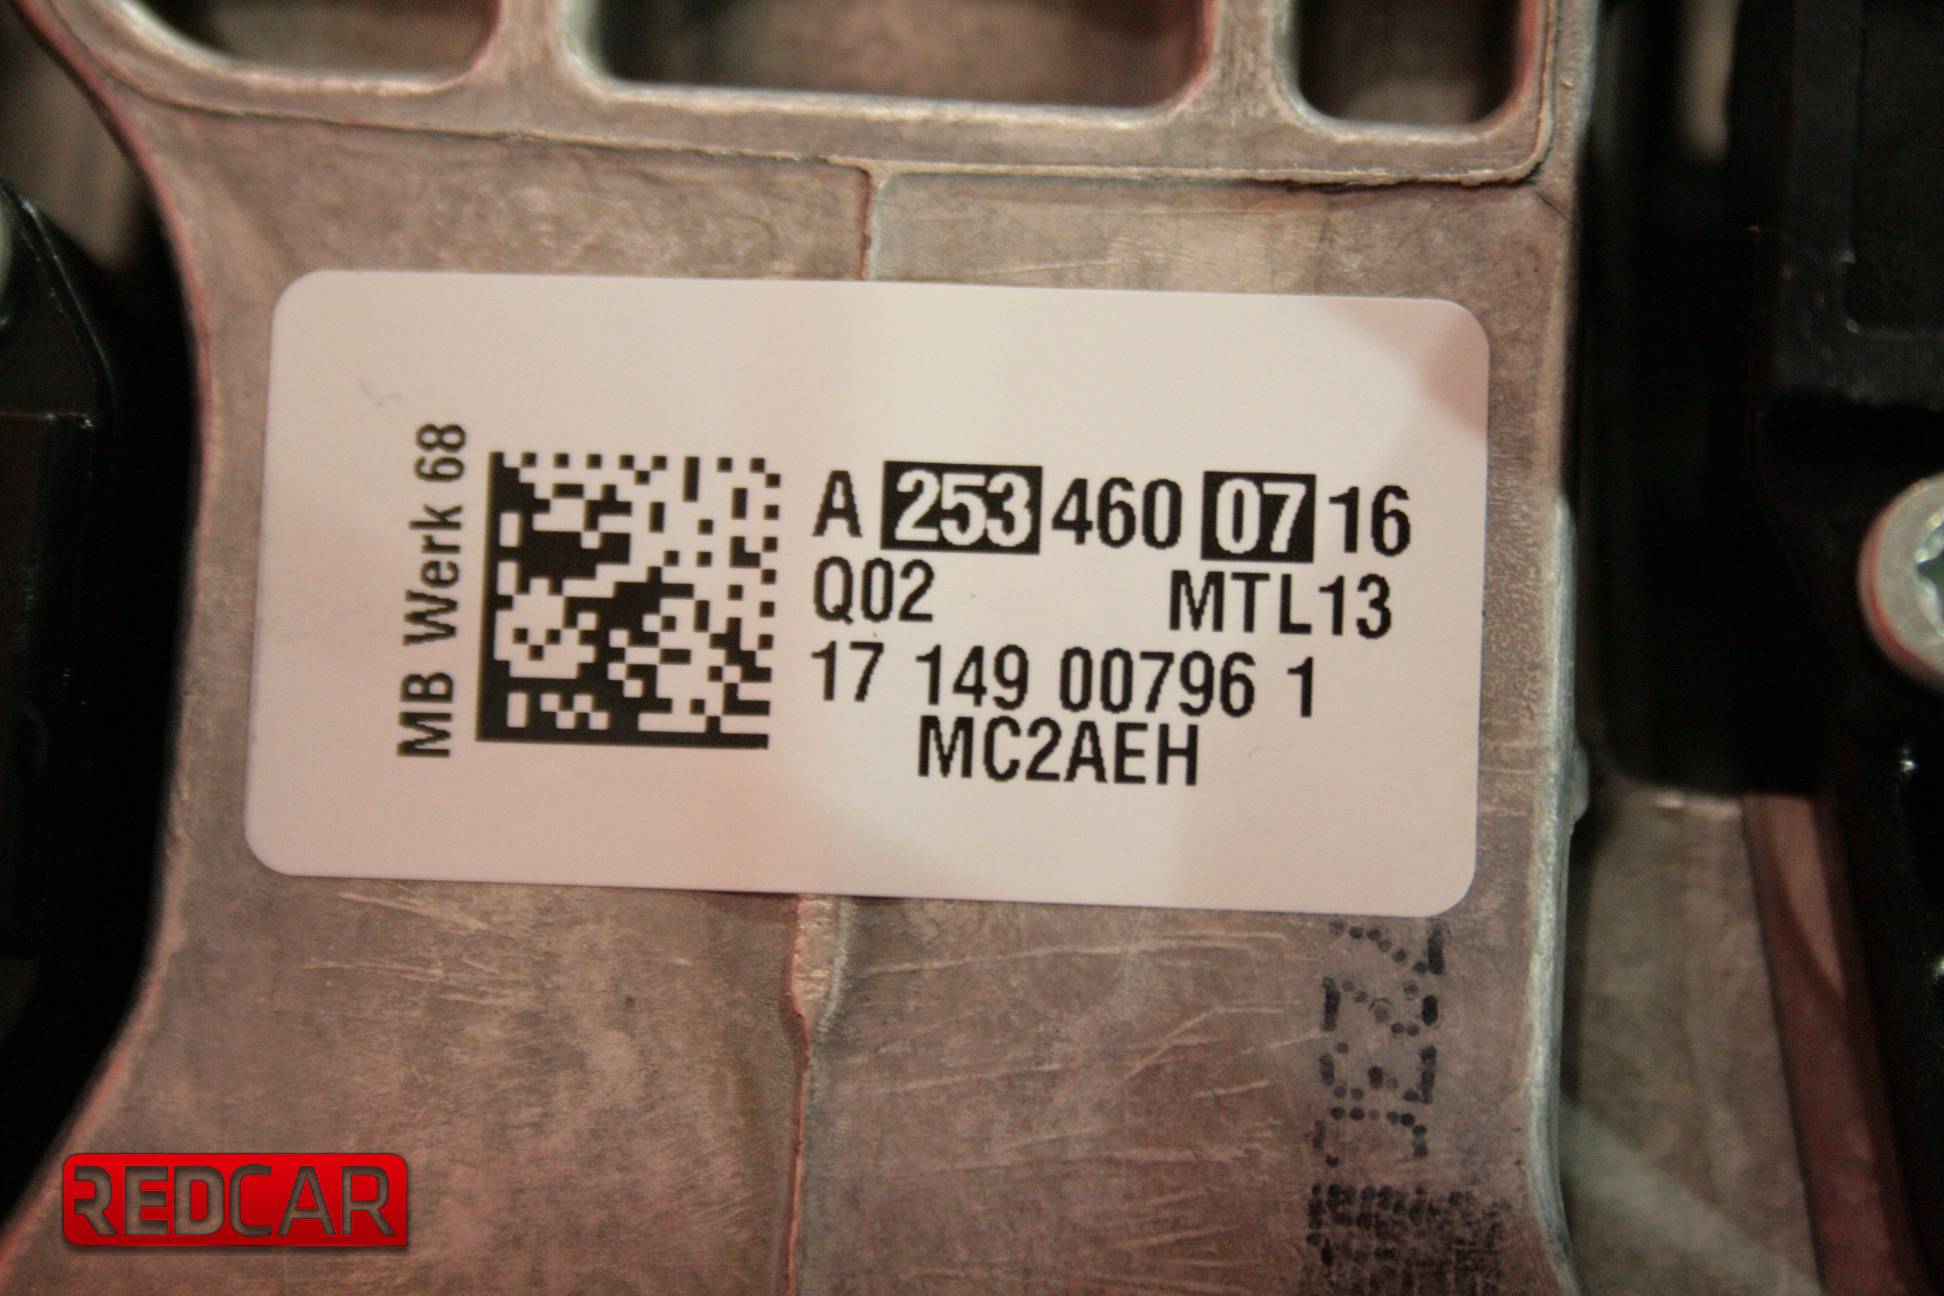 MB Werk 68
A 253 460 07 16
Q02 MTL13
17 149 00796 1
MC2AEH
REDCAR